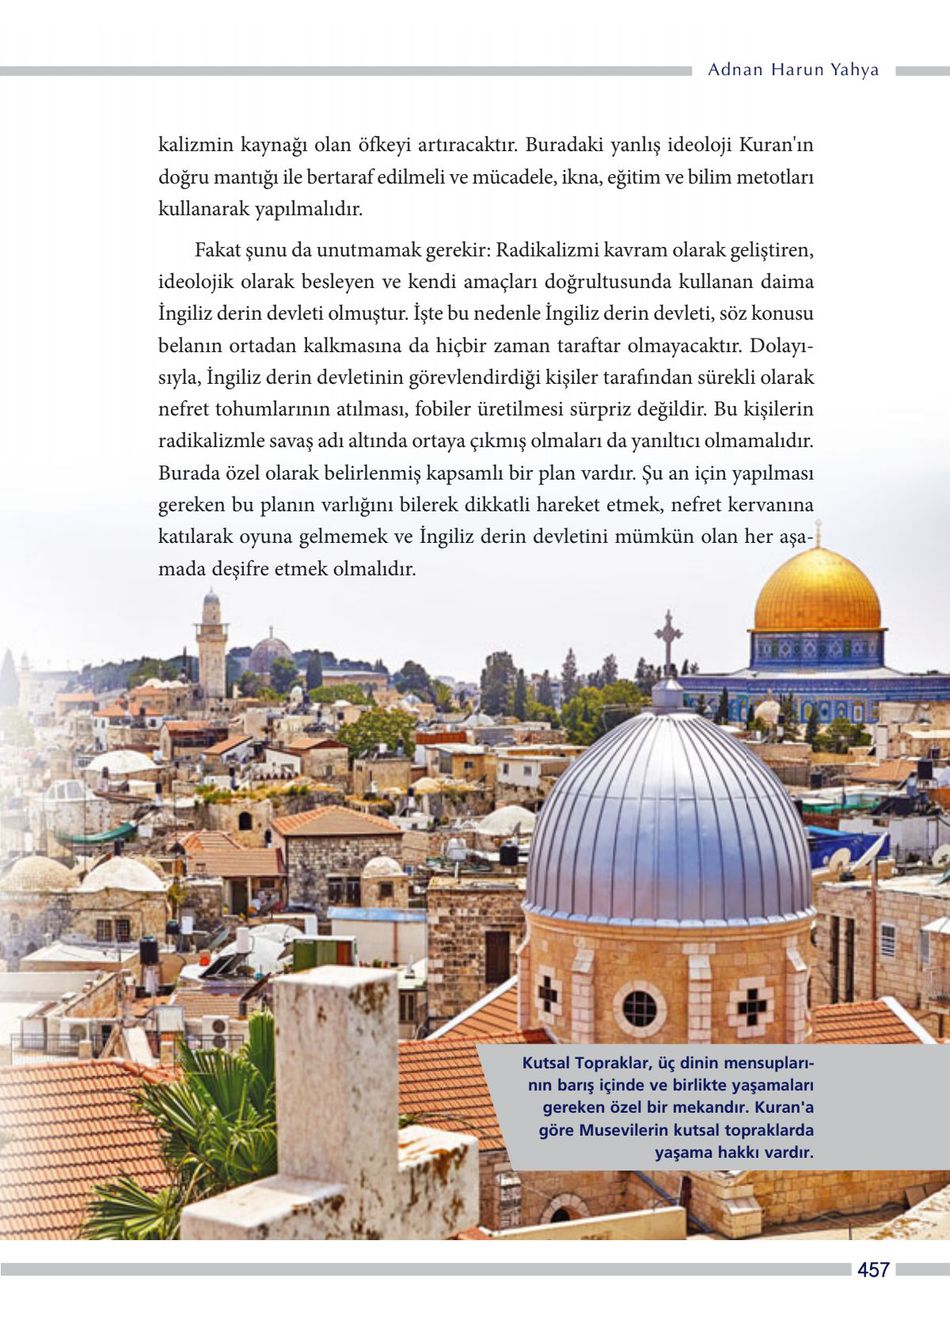 Adnan Harun Yahya
kalizmin kaynağı olan öfkeyi artıracaktır. Buradaki yanlış ideoloji Kuran'ın
doğru mantığı ile bertaraf edilmeli ve mücadele, ikna, eğitim ve bilim metotları
kullanarak yapılmalıdır.
Fakat şunu da unutmamak gerekir: Radikalizmi kavram olarak geliştiren,
ideolojik olarak besleyen ve kendi amaçları doğrultusunda kullanan daima
İngiliz derin devleti olmuştur. İşte bu nedenle İngiliz derin devleti, söz konusu
belanın ortadan kalkmasına da hiçbir zaman taraftar olmayacaktır. Dolayı-
sıyla, İngiliz derin devletinin görevlendirdiği kişiler tarafından sürekli olarak
nefret tohumlarının atılması, fobiler üretilmesi sürpriz değildir. Bu kişilerin
radikalizmle savaş adı altında ortaya çıkmış olmaları da yanıltıcı olmamalıdır.
Burada özel olarak belirlenmiş kapsamlı bir plan vardır. Şu an için yapılması
gereken bu planın varlığını bilerek dikkatli hareket etmek, nefret kervanına
katılarak oyuna gelmemek ve İngiliz derin devletini mümkün olan her aşa-
mada deşifre etmek olmalıdır.
Kutsal Topraklar, üç dinin mensupları-
nın barış içinde ve birlikte yaşamaları
gereken özel bir mekandır. Kuran'a
göre Musevilerin kutsal topraklarda
yaşama hakkı vardır.
457